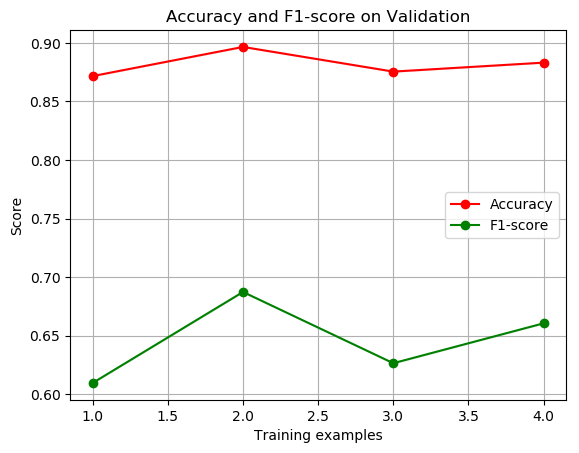 Accuracy and F1-score on Validation
0.90
0.85
0.80
0.75
0.70
0.65
0.60
Score
Accuracy
F1-score
1.0 1.5 2.0 2.5 3.0 3.5 4.0
Training examples